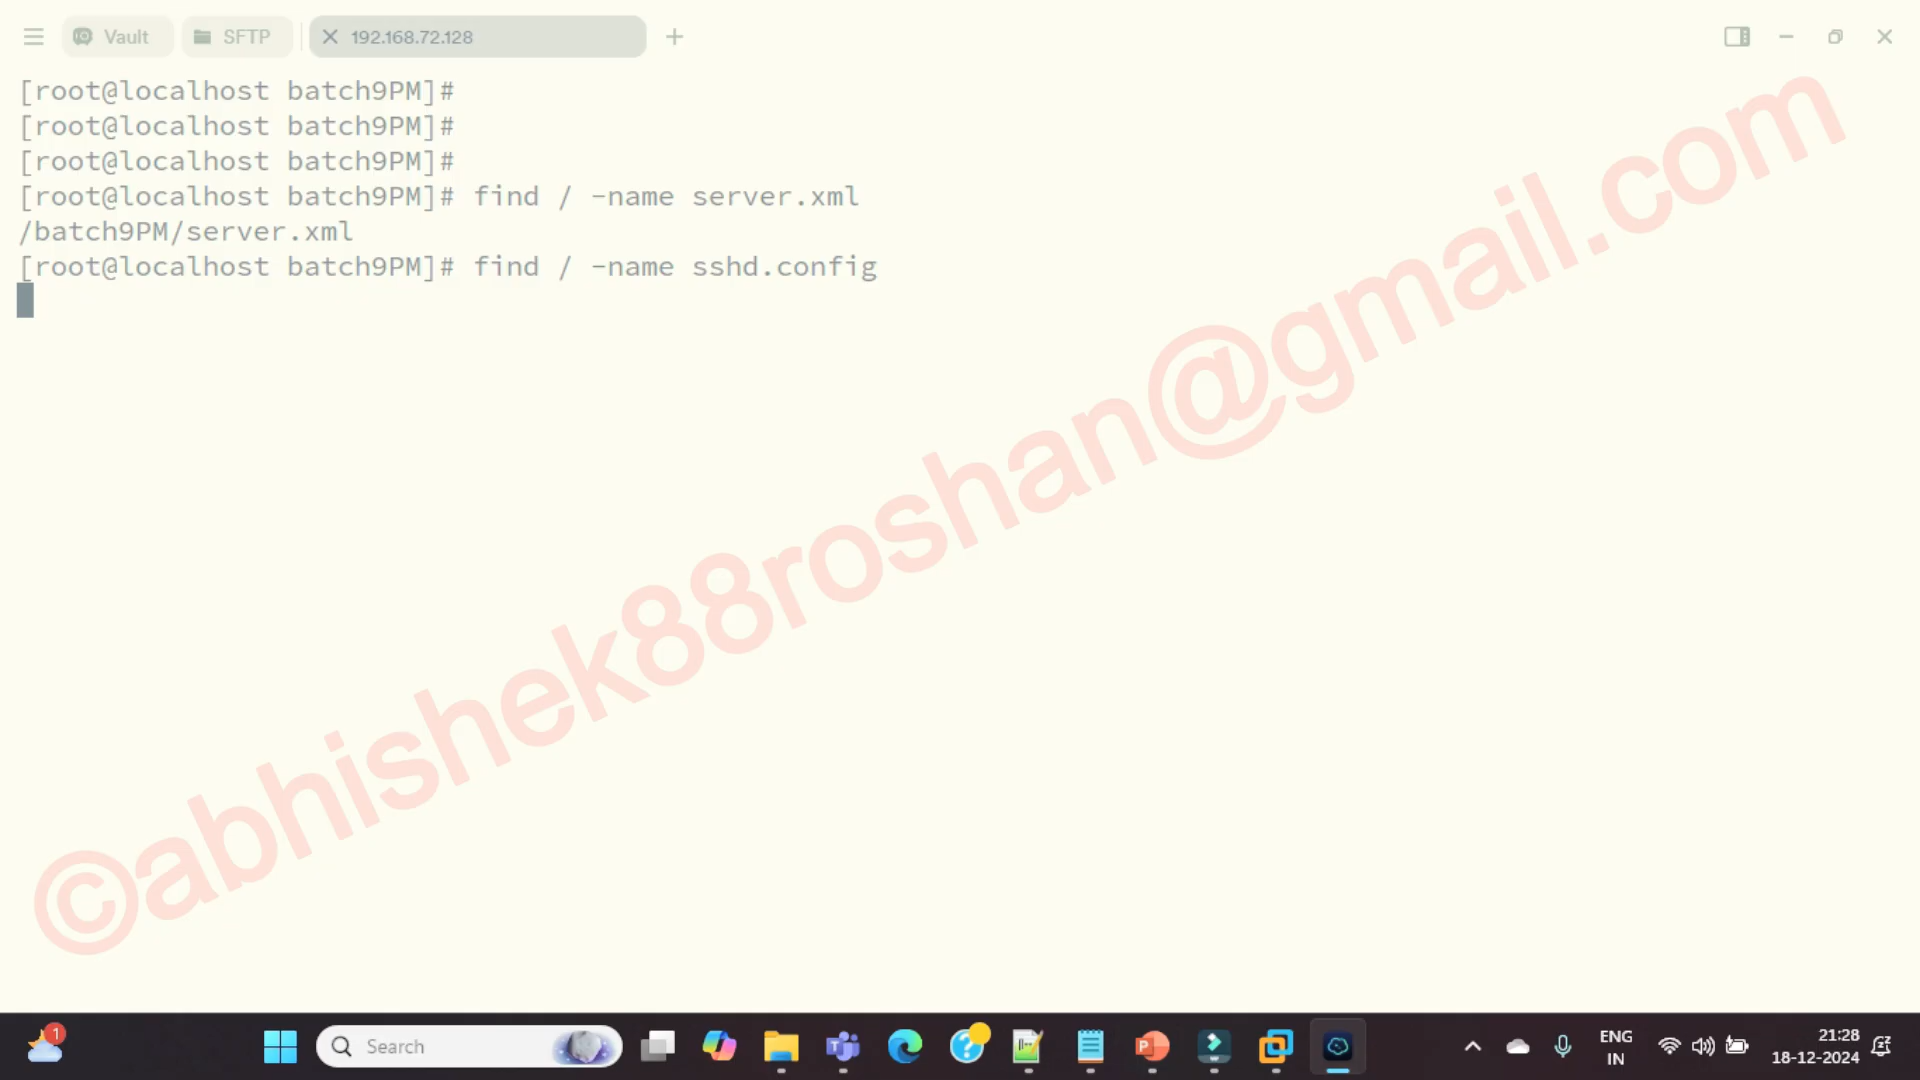 Vault
SFTP
192.168.72.128
[root@localhost batch9PM]#
[root@localhost batch9PM]#
[root@localhost batch9PM]#
[root@localhost batch9PM]# find / -name server.xml
/batch9PM/server.xml
[root@localhost batch9PM]# find / -name sshd.config
©abhishek88roshan@gmail.com
1
Search
ENG
IN
21:28
18-12-2024